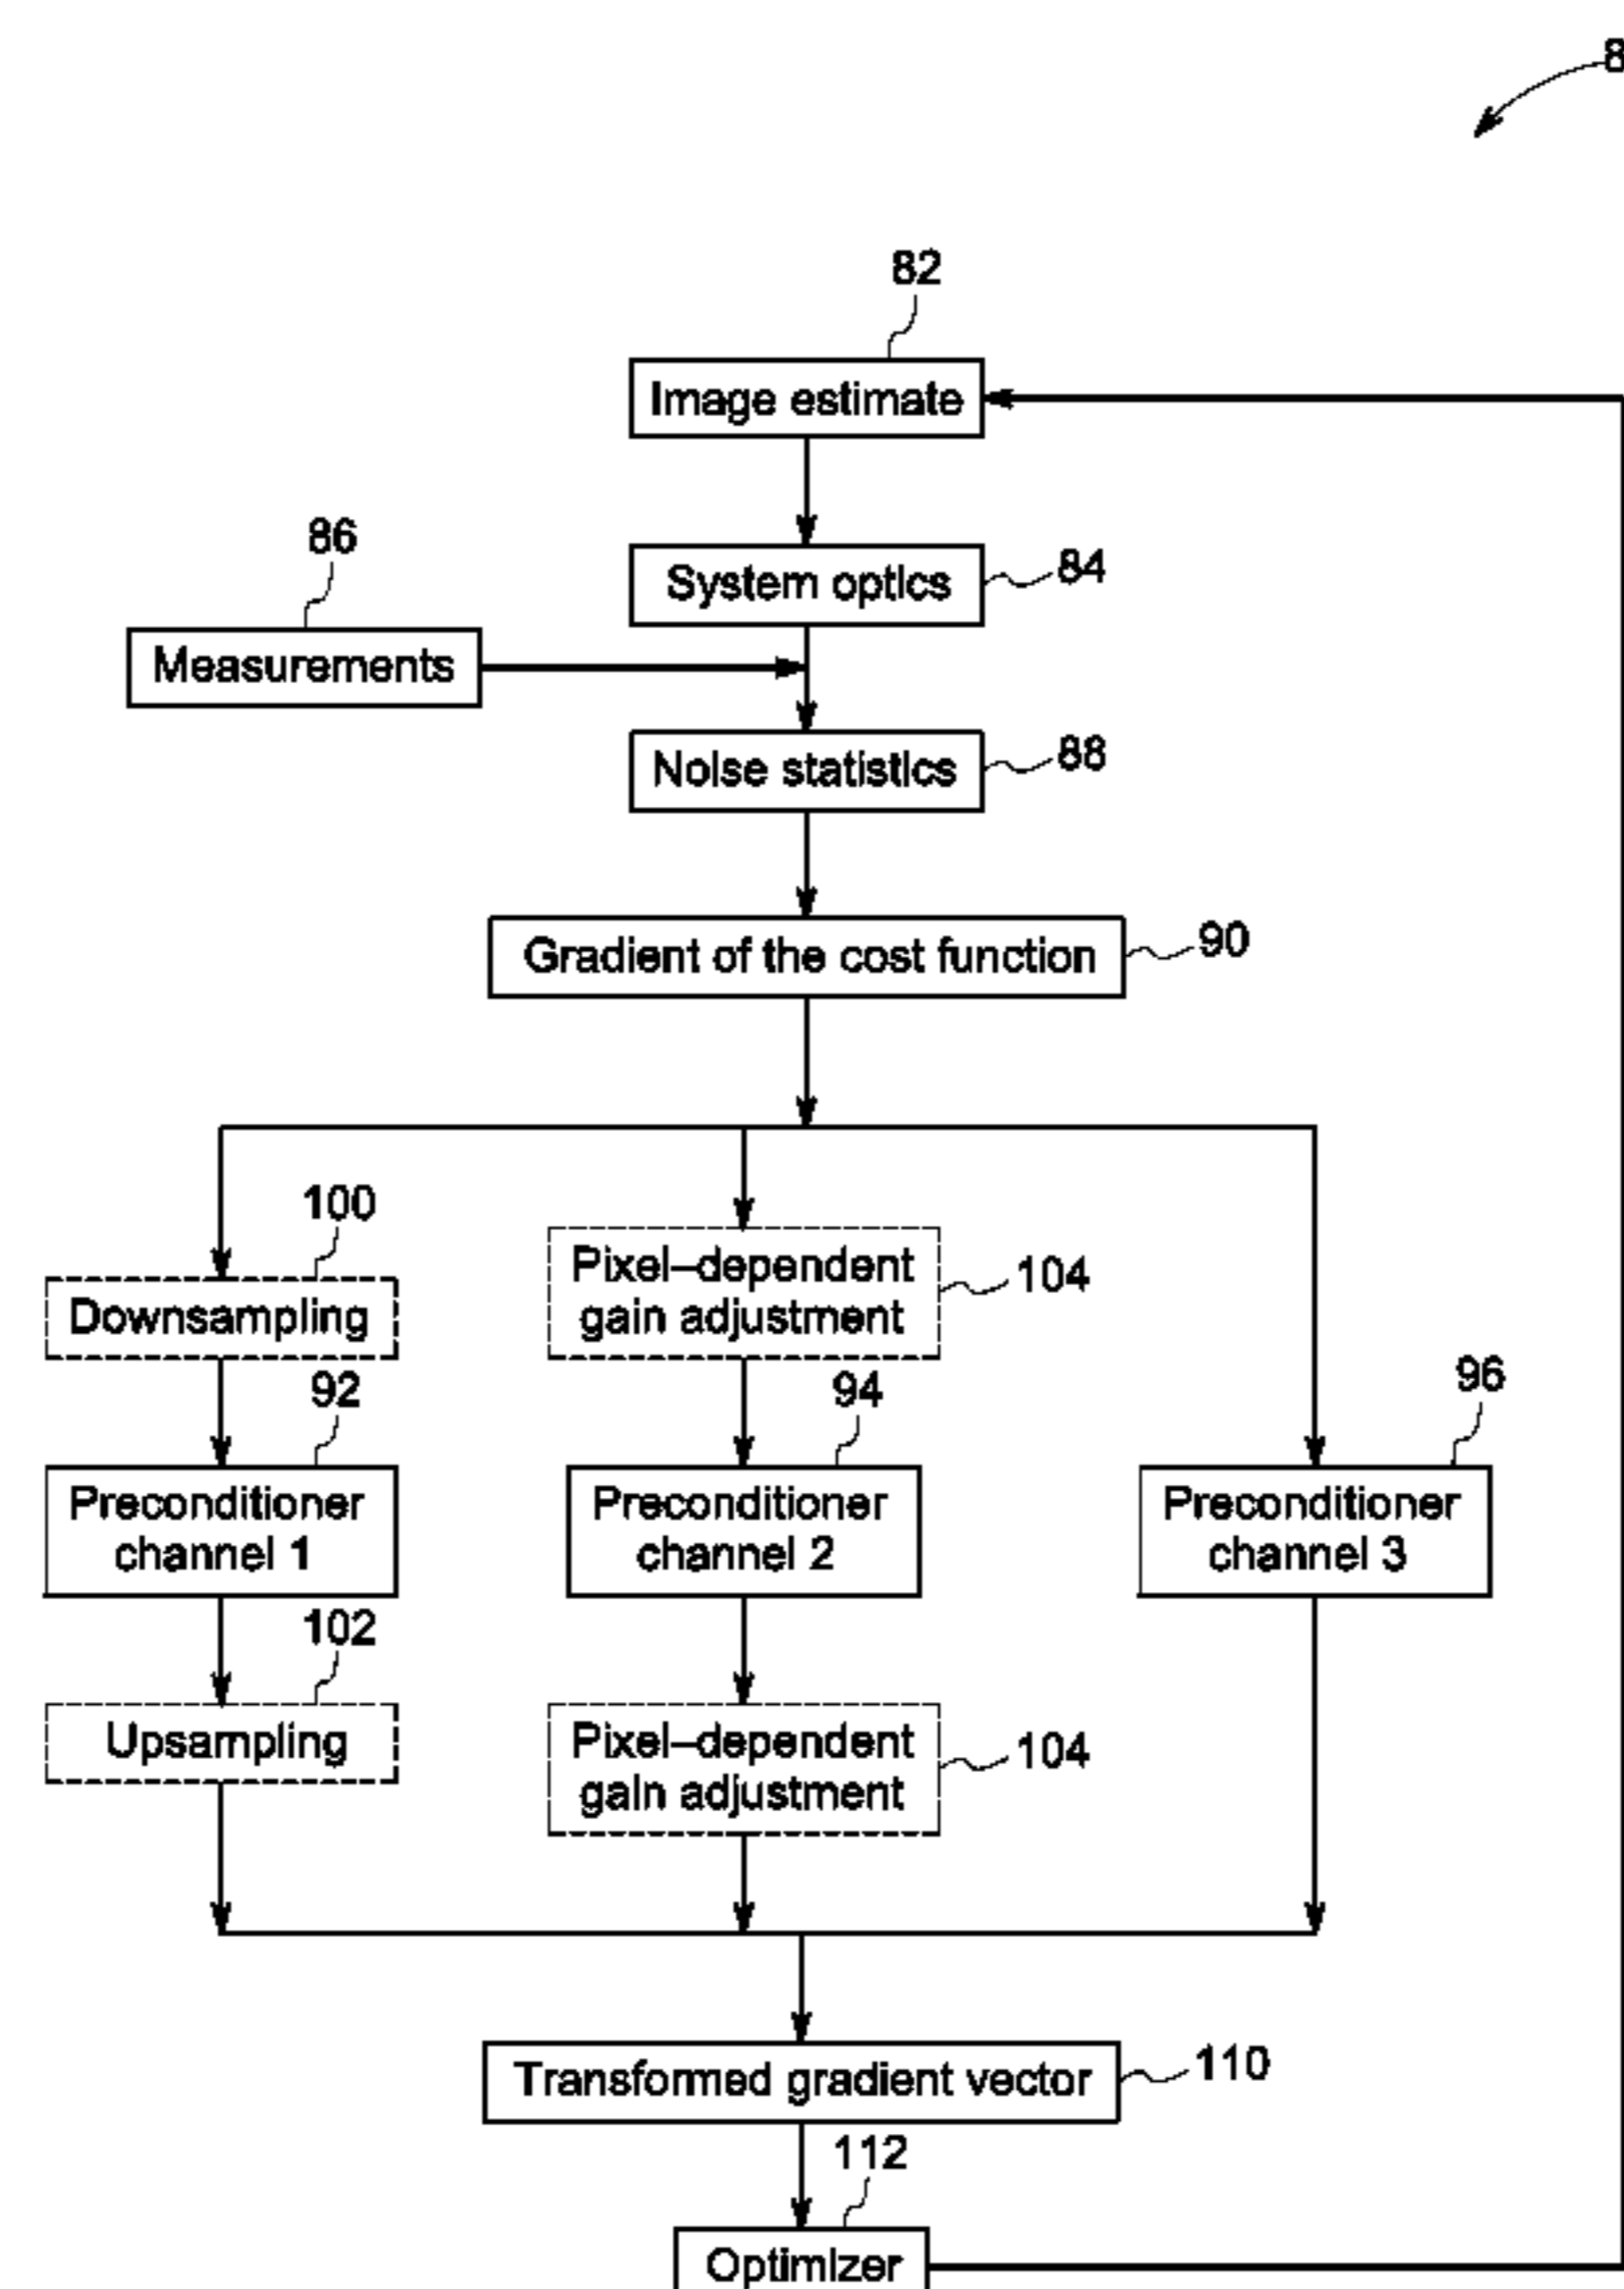 8
82
Image estimate
86
System optics
84
Measurements
Noise statistics
88
Gradient of the cost function
90
100
Downsampling
Pixel–dependent
gain adjustment
104
92
94
96
Preconditioner
channel 1
Preconditioner
channel 2
Preconditioner
channel 3
102
Upsampling
Pixel–dependent
gain adjustment
104
Transformed gradient vector
110
112
Optimizer